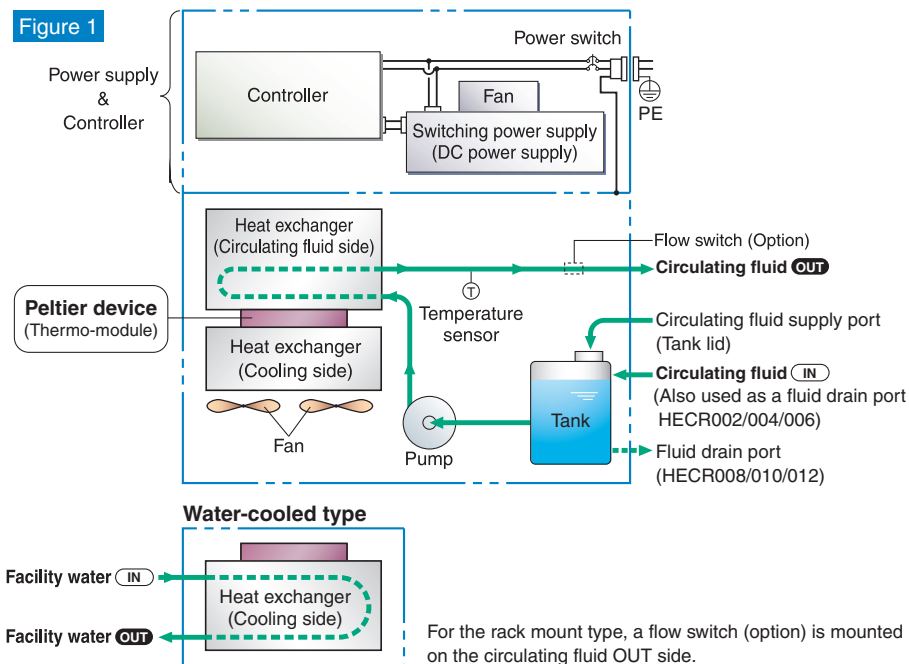 Figure 1
Power supply
&
Controller
Controller
Fan
Switching power supply
(DC power supply)
Power switch
PE
Heat exchanger
(Circulating fluid side)
Peltier device
(Thermo-module)
Heat exchanger
(Cooling side)
Fan
T
Temperature
sensor
Pump
Tank
Flow switch (Option)
Circulating fluid OUT
Circulating fluid supply port
(Tank lid)
Circulating fluid IN
(Also used as a fluid drain port
HECR002/004/006)
Fluid drain port
(HECR008/010/012)
Water-cooled type
Facility water IN
Facility water OUT
Heat exchanger
(Cooling side)
For the rack mount type, a flow switch (option) is mounted
on the circulating fluid OUT side.